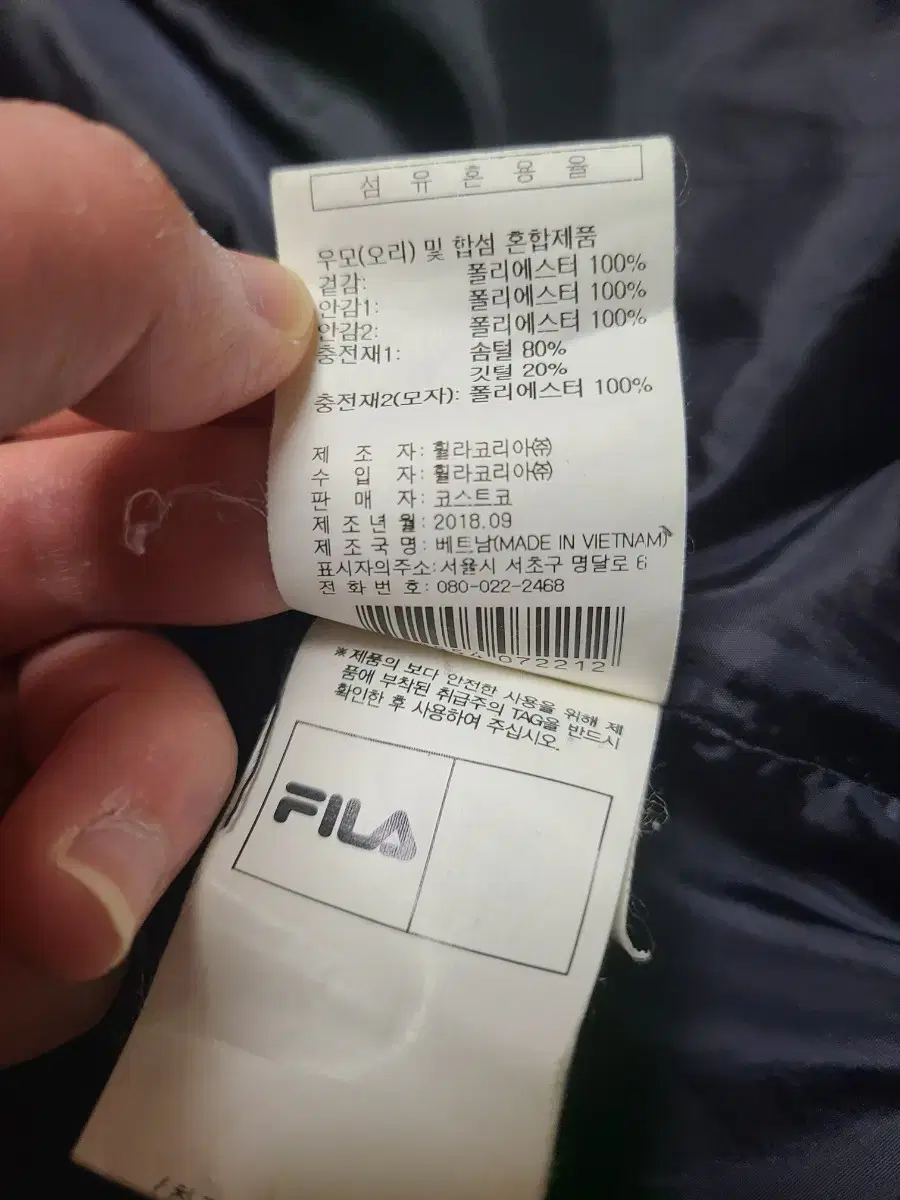 섬 유 혼 용 율
우모(오리) 및 합섬 혼합제품
겉감: 폴리에스터 100%
안감1: 폴리에스터 100%
안감2: 폴리에스터 100%
충전재1: 솜털 80%
깃털 20%
충전재2(모자): 폴리에스터 100%
제 조 자: 휠라코리아㈜
수 입 자: 휠라코리아㈜
판 매 자: 코스트코
제 조 년 월: 2018.09
제 조 국 명: 베트남(MADE IN VIETNAM)
표시자의주소: 서울시 서초구 명달로 6
전 화 번 호: 080-022-2468
072212
*제품의 보다 안전한 사용을 위해 제
품에 부착된 취급주의 TAG을 반드시
확인한 후 사용하여 주십시오.
FILA